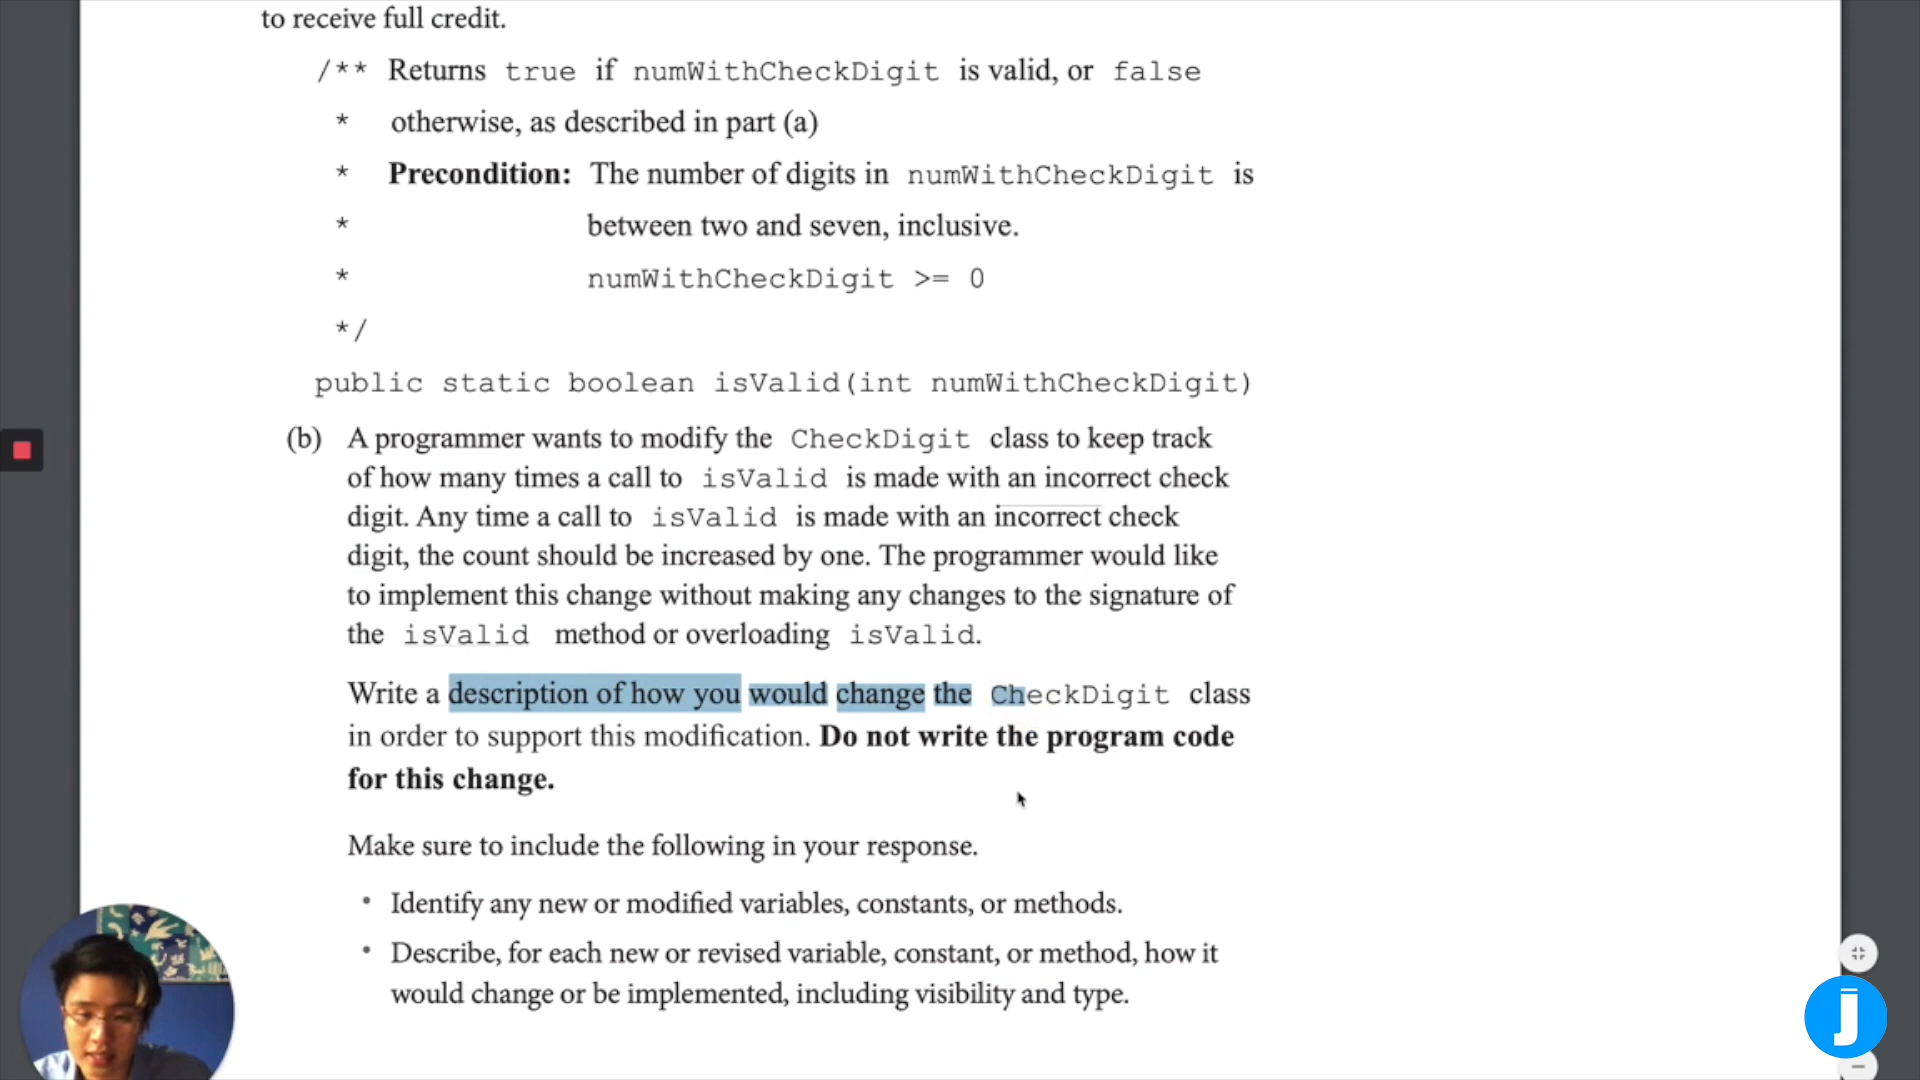 to receive full credit.
/** Returns true if numWithCheckDigit is valid, or false
* otherwise, as described in part (a)
* Precondition: The number of digits in numWithCheckDigit is
* between two and seven, inclusive.
* numWithCheckDigit >= 0
*/
public static boolean isValid(int numWithCheckDigit)
(b) A programmer wants to modify the CheckDigit class to keep track
of how many times a call to isValid is made with an incorrect check
digit. Any time a call to isValid is made with an incorrect check
digit, the count should be increased by one. The programmer would like
to implement this change without making any changes to the signature of
the isValid method or overloading isValid.
Write a description of how you would change the CheckDigit class
in order to support this modification. Do not write the program code
for this change.
Make sure to include the following in your response.
• Identify any new or modified variables, constants, or methods.
• Describe, for each new or revised variable, constant, or method, how it
would change or be implemented, including visibility and type.
J